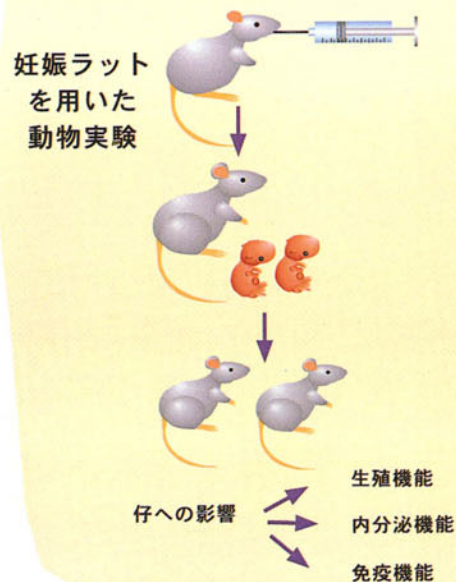 妊娠ラット
を用いた
動物実験
生殖機能
仔への影響
内分泌機能
免疫機能